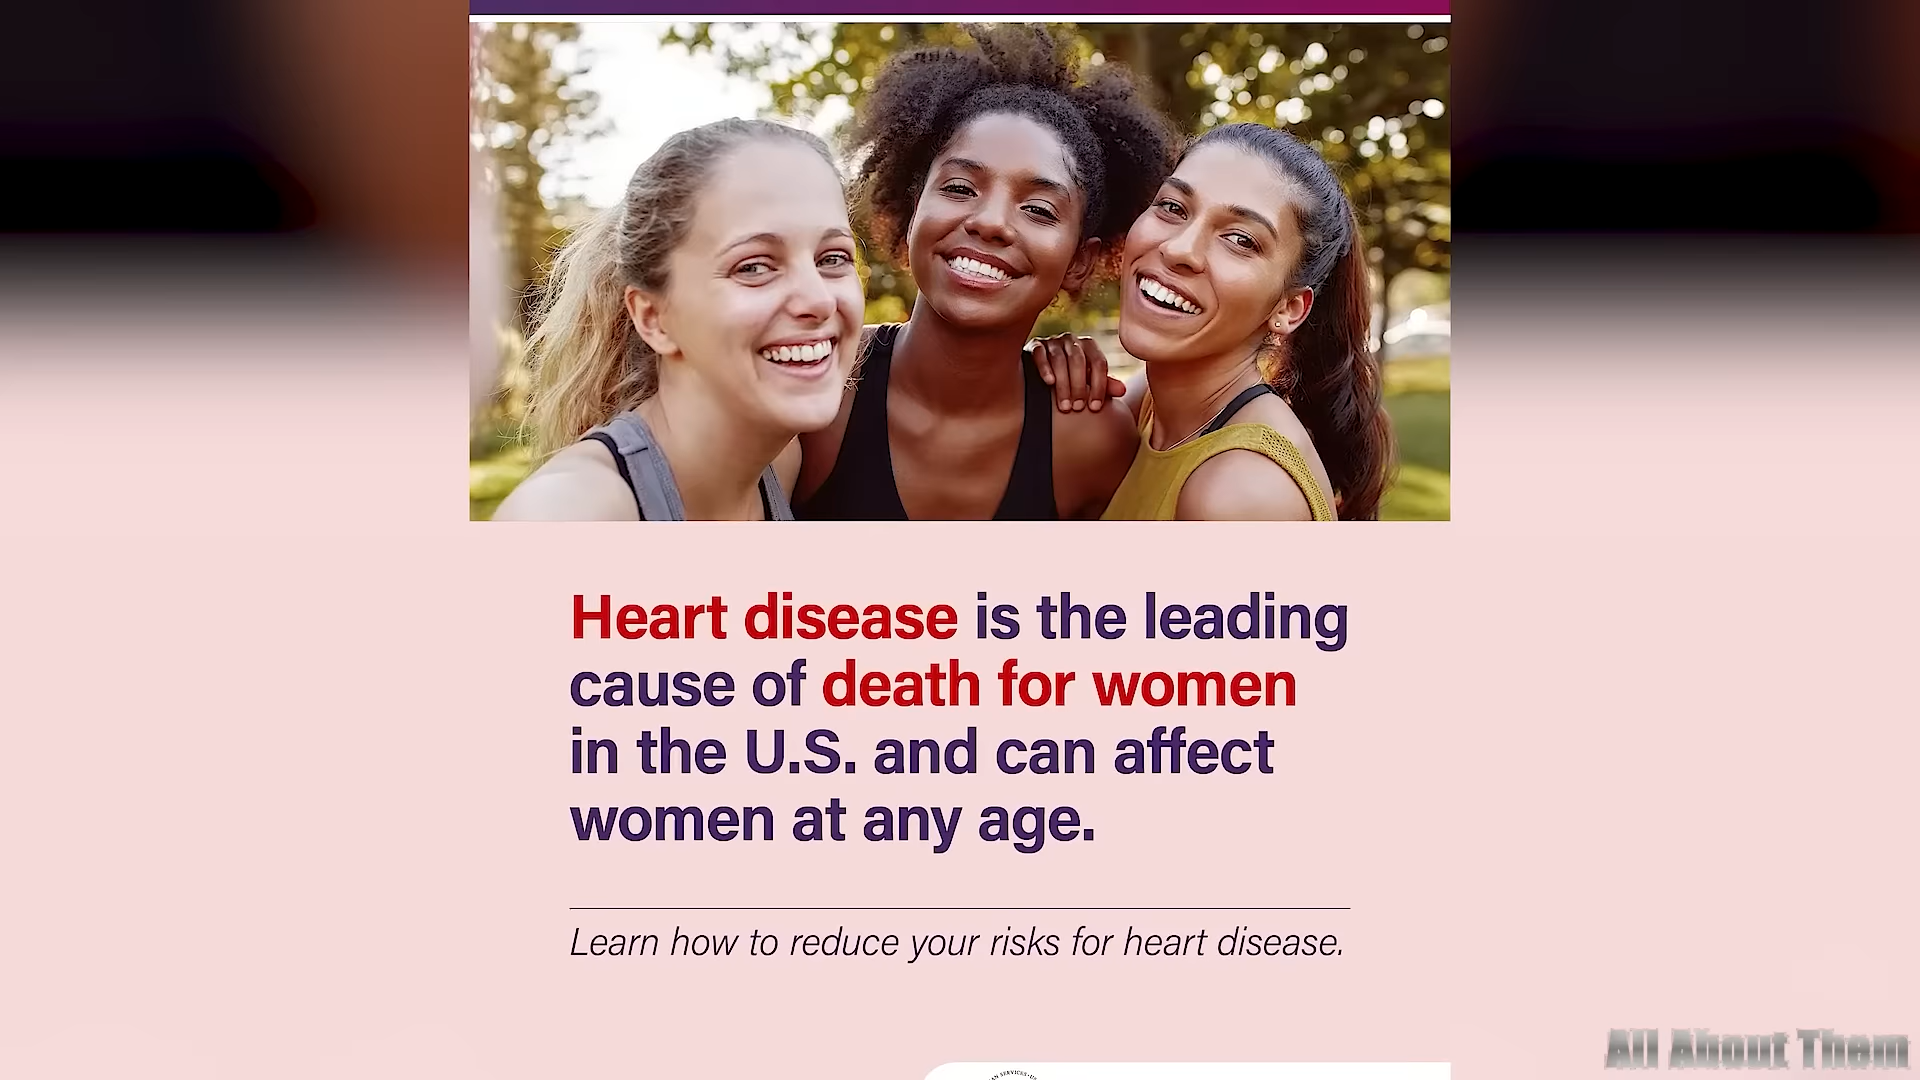 Heart disease is the leading
cause of death for women
in the U.S. and can affect
women at any age.
Learn how to reduce your risks for heart disease.
All About Them